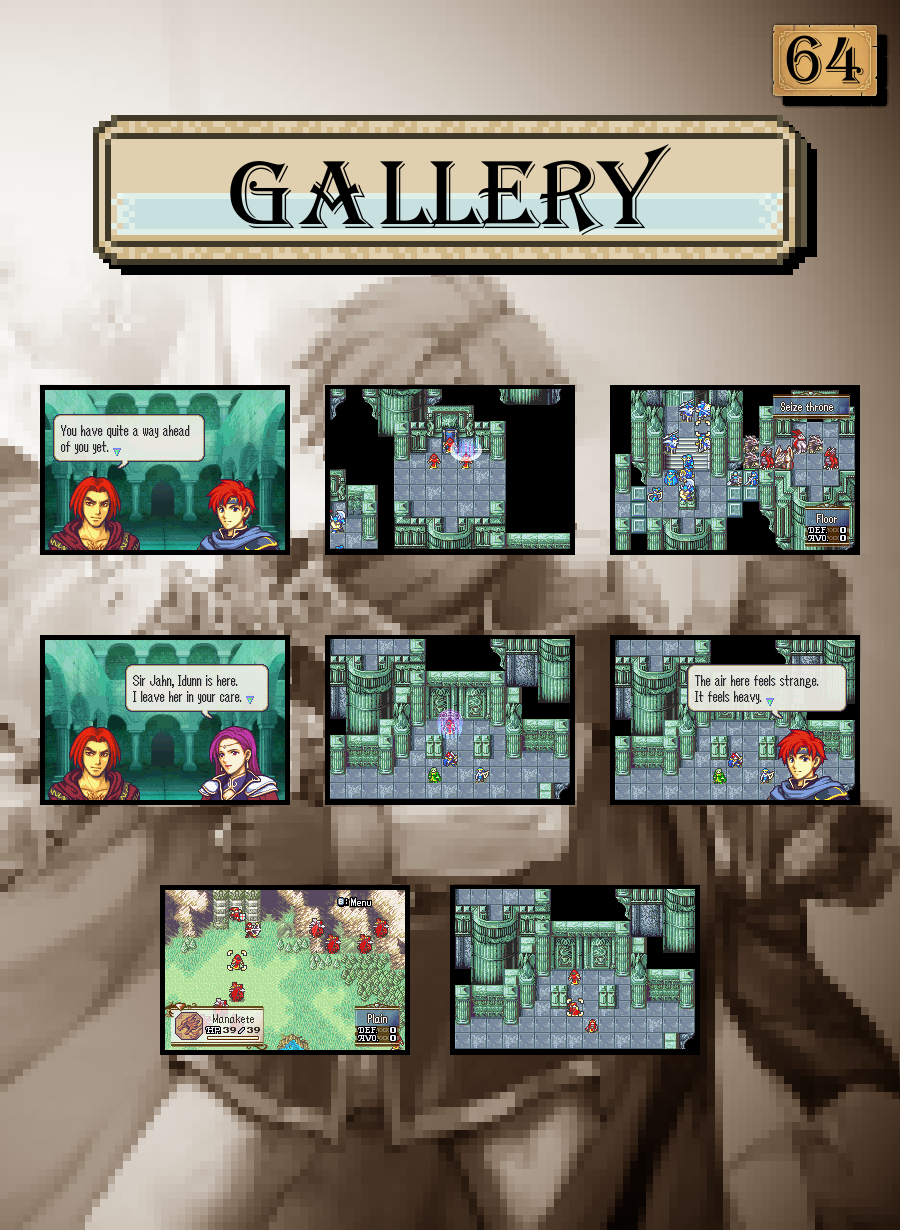 64
GALLERY
You have quite a way ahead
of you yet.
Seize throne
Floor
DEF. 0
AVO. 0
Sir Jahn, Idunn is here.
I leave her in your care.
The air here feels strange.
It feels heavy.
R: Menu
Manakete
HP 39/39
Plain
DEF. 0
AVO. 0